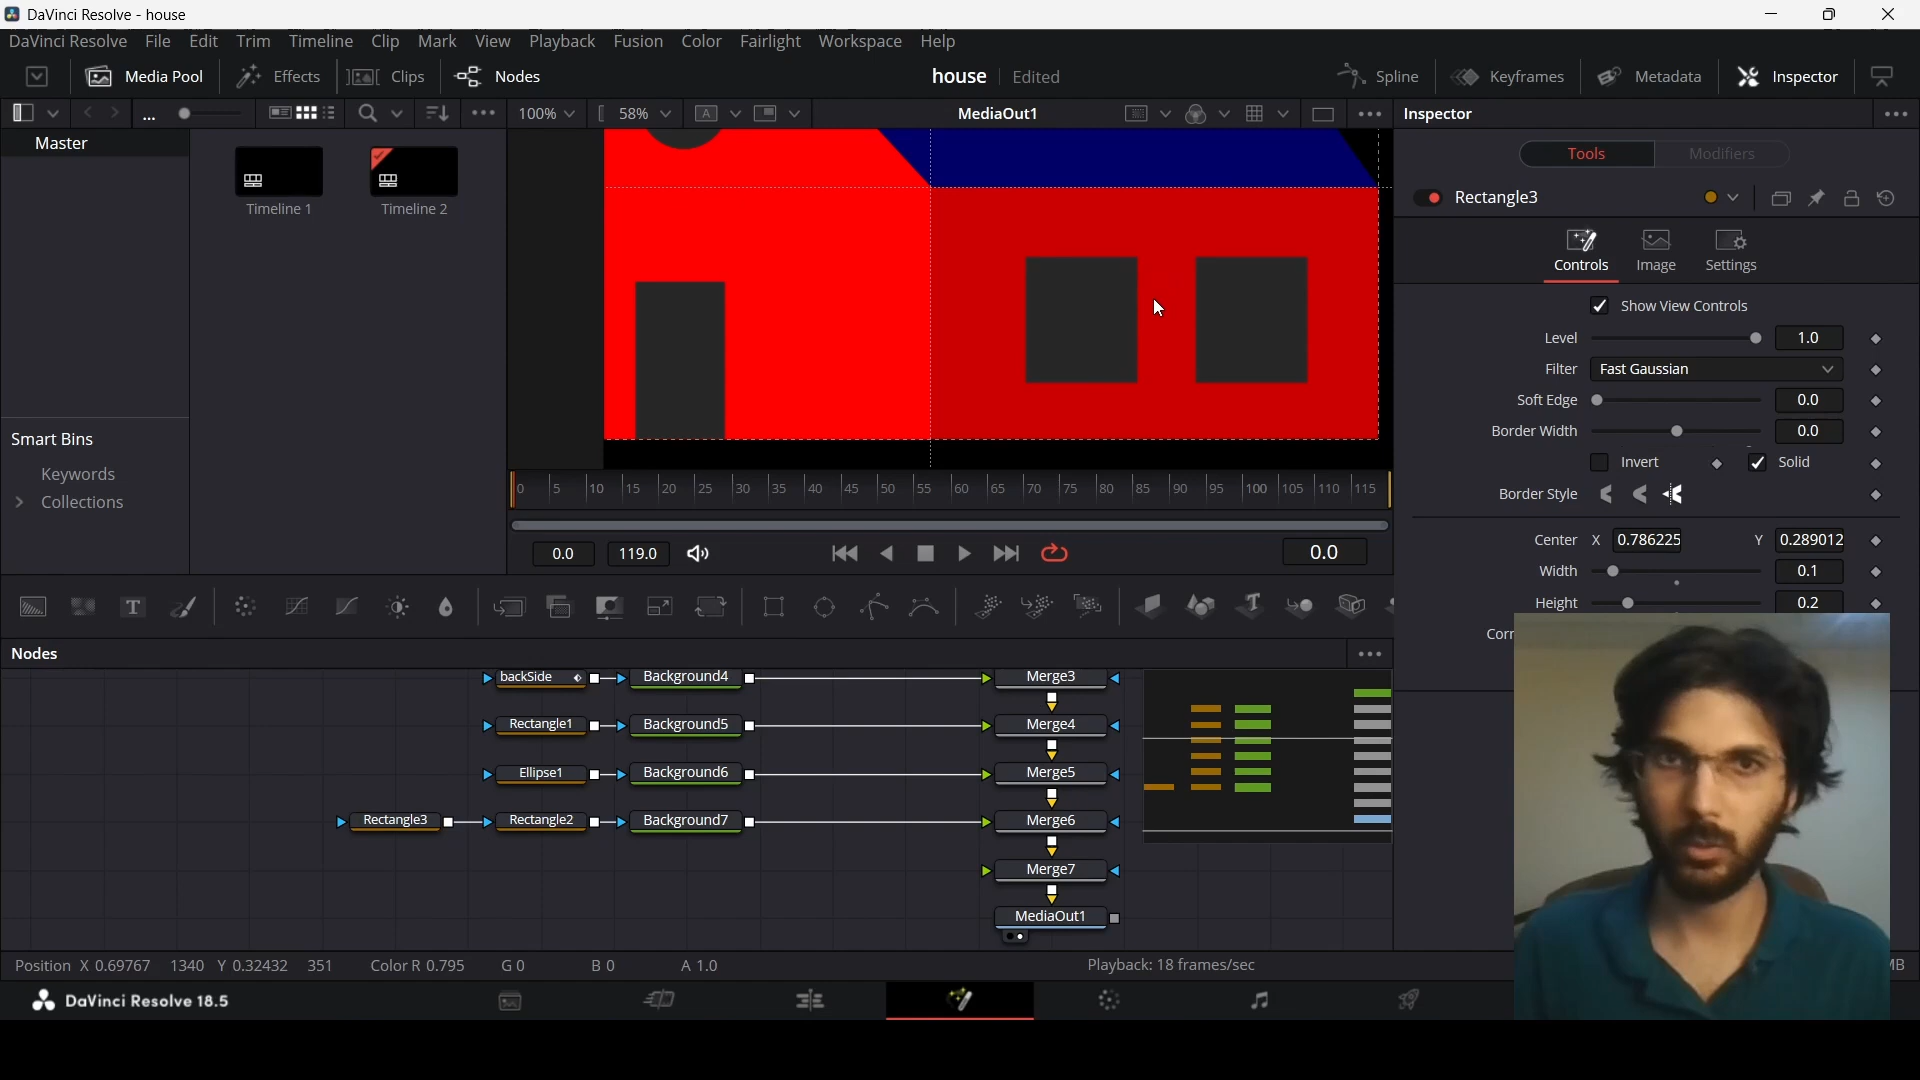 DaVinci Resolve - house
DaVinci Resolve File Edit Trim Timeline Clip Mark View Playback Fusion Color Fairlight Workspace Help
Media Pool Effects Clips Nodes house Edited Spline Keyframes Metadata Inspector
... 100% 58% A MediaOut1 Inspector
Master
Timeline 1 Timeline 2
Tools Modifiers
Rectangle3
Controls Image Settings
Show View Controls
Level 1.0
Filter Fast Gaussian
Soft Edge 0.0
Border Width 0.0
Invert Solid
Border Style
Center X 0.786225 Y 0.289012
Width 0.1
Height 0.2
Corr
Smart Bins
Keywords
Collections
0 5 10 15 20 25 30 35 40 45 50 55 60 65 70 75 80 85 90 95 100 105 110 115
0.0 119.0 0.0
T T
Nodes
backSide Background4 Merge3
Rectangle1 Background5 Merge4
Ellipse1 Background6 Merge5
Rectangle3 Rectangle2 Background7 Merge6
Merge7
MediaOut1
Position X 0.69767 1340 Y 0.32432 351 Color R 0.795 G 0 B 0 A 1.0 Playback: 18 frames/sec MB
DaVinci Resolve 18.5